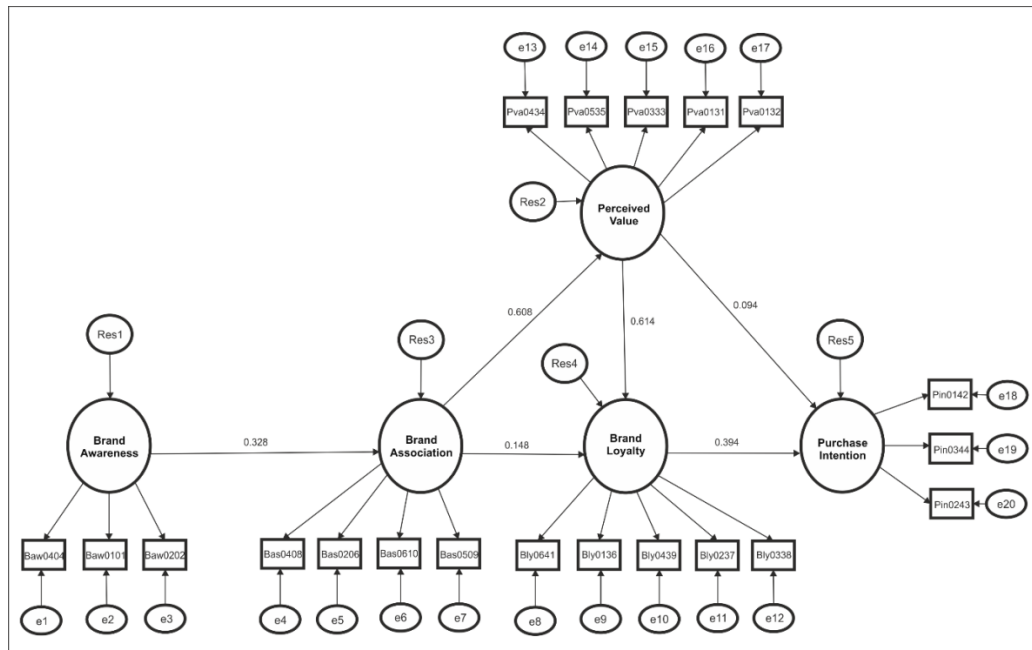 e13
e14
e15
e16
e17
Pva0434
Pva0535
Pva0333
Pva0131
Pva0132
Res2
Perceived
Value
0.608
0.614
0.094
Res1
Res3
Res4
Res5
Brand
Awareness
0.328
Brand
Association
0.148
Brand
Loyalty
0.394
Purchase
Intention
Pin0142
e18
Pin0344
e19
Pin0243
e20
Baw0404
Baw0101
Baw0202
Bas0408
Bas0206
Bas0610
Bas0509
Bly0641
Bly0136
Bly0439
Bly0237
Bly0338
e1
e2
e3
e4
e5
e6
e7
e8
e9
e10
e11
e12